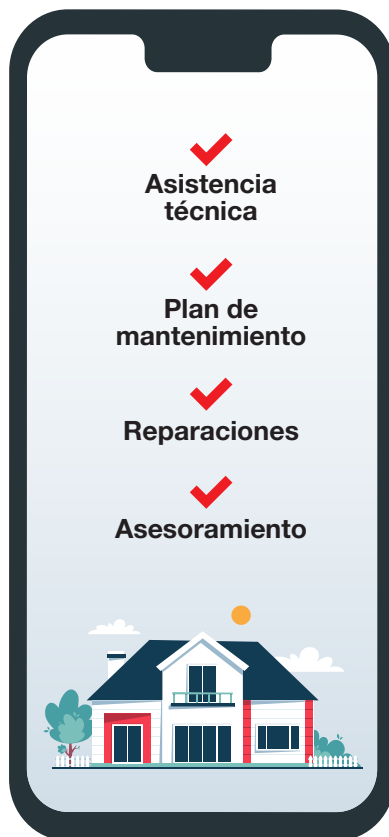 Asistencia
técnica
Plan de
mantenimiento
Reparaciones
Asesoramiento